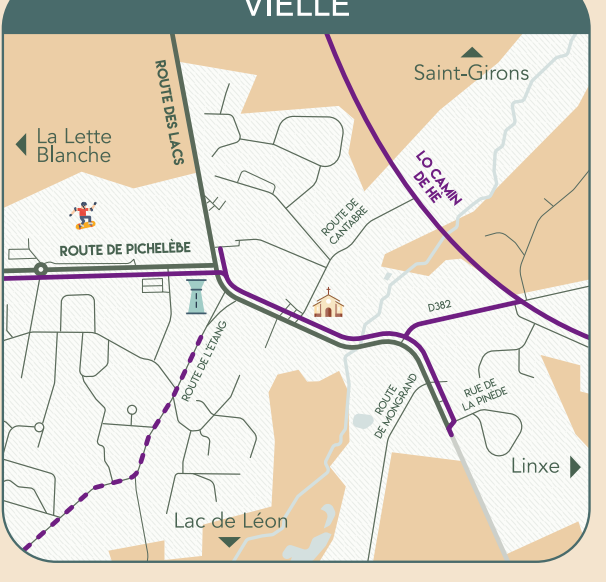 VIELLE
Saint-Girons
ROUTE DES LACS
La Lette
Blanche
LO CAMIN
DE HÈ
ROUTE DE
CANTABRE
ROUTE DE PICHELÈBE
D382
ROUTE DE L'ÉTANG
ROUTE
DE MONGRAND
RUE DE
LA PINÈDE
Linxe
Lac de Léon